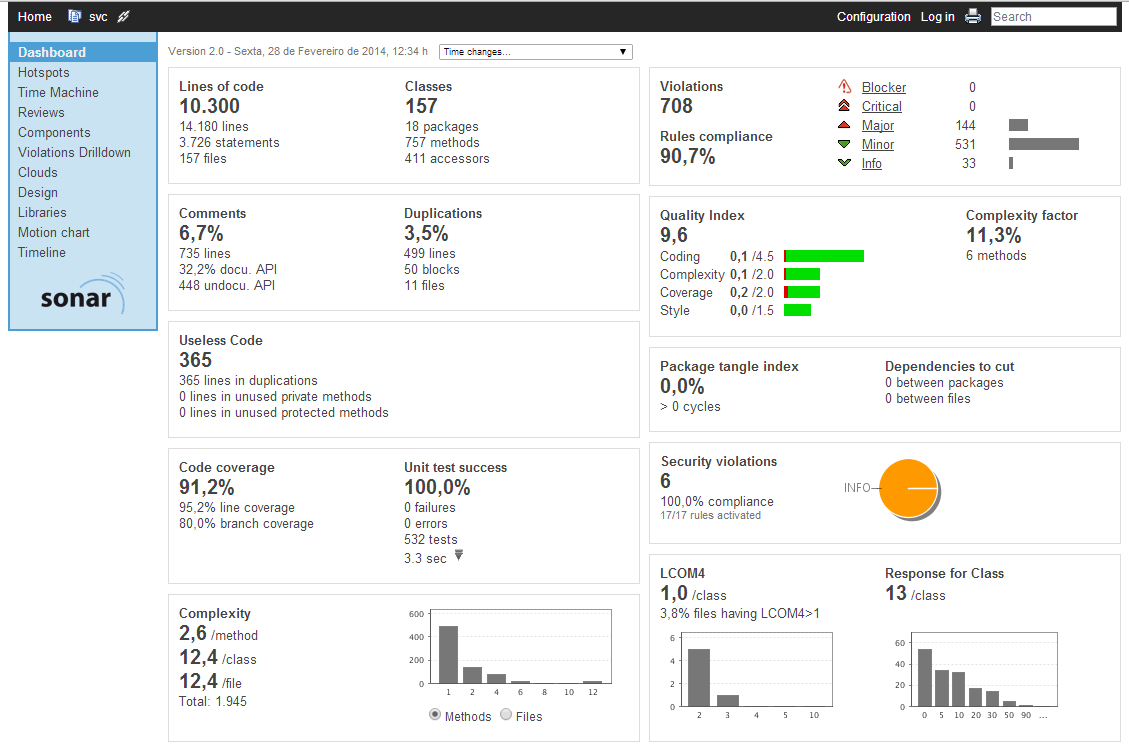 Home svc Configuration Log in Search
Dashboard
Hotspots
Time Machine
Reviews
Components
Violations Drilldown
Clouds
Design
Libraries
Motion chart
Timeline
sonar
Version 2.0 - Sexta, 28 de Fevereiro de 2014, 12:34 h Time changes...
Lines of code
10.300
14.180 lines
3.726 statements
157 files
Classes
157
18 packages
757 methods
411 accessors
Comments
6,7%
735 lines
32,2% docu. API
448 undocu. API
Duplications
3,5%
499 lines
50 blocks
11 files
Useless Code
365
365 lines in duplications
0 lines in unused private methods
0 lines in unused protected methods
Code coverage
91,2%
95,2% line coverage
80,0% branch coverage
Unit test success
100,0%
0 failures
0 errors
532 tests
3.3 sec
Complexity
2,6 /method
12,4 /class
12,4 /file
Total: 1.945
600
400
200
0
1 2 4 6 8 10 12
Methods Files
Violations
708
Rules compliance
90,7%
Blocker 0
Critical 0
Major 144
Minor 531
Info 33
Quality Index
9,6
Coding 0,1 /4.5
Complexity 0,1 /2.0
Coverage 0,2 /2.0
Style 0,0 /1.5
Complexity factor
11,3%
6 methods
Package tangle index
0,0%
> 0 cycles
Dependencies to cut
0 between packages
0 between files
Security violations
6
100,0% compliance
17/17 rules activated
INFO
LCOM4
1,0 /class
3,8% files having LCOM4>1
6
4
2
0
2 3 4 5 10
Response for Class
13 /class
60
40
20
0
0 5 10 20 30 50 90 ...